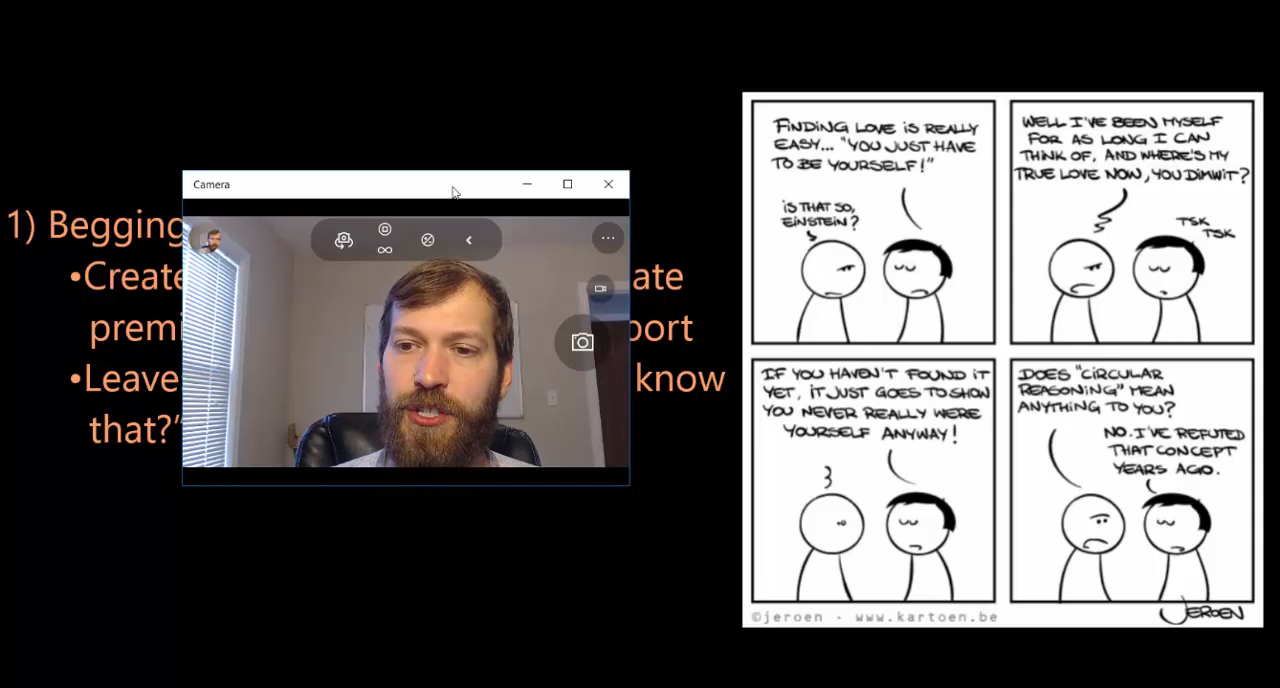 1) Begging
•Create
ate
premi
port
•Leave
know
that?"
Camera
FINDING LOVE IS REALLY
EASY... "YOU JUST HAVE
TO BE YOURSELF!"
IS THAT SO,
EINSTEIN?
WELL I'VE BEEN MYSELF
FOR AS LONG I CAN
THINK OF, AND WHERE'S MY
TRUE LOVE NOW, YOU DIMWIT?
TSK
TSK
IF YOU HAVEN'T FOUND IT
YET, IT JUST GOES TO SHOW
YOU NEVER REALLY WERE
YOURSELF ANYWAY!
DOES "CIRCULAR
REASONING" MEAN
ANYTHING TO YOU?
NO. I'VE REFUTED
THAT CONCEPT
YEARS AGO.
©jeroen - www.kartoen.be
JEROEN